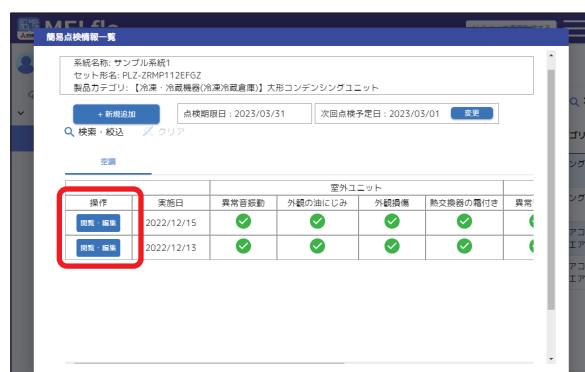 MELflo
簡易点検情報一覧
系統名称: サンプル系統1
セット形名: PLZ-ZRMP112EFGZ
製品カテゴリ: 【冷凍・冷蔵機器(冷凍冷蔵倉庫)】大形コンデンシングユニット
+ 新規追加 点検期限日 : 2023/03/31 次回点検予定日 : 2023/03/01 変更
検索・絞込 クリア
空調
室外ユニット
操作 実施日 異常音振動 外観の油にじみ 外観損傷 熱交換器の霜付き 異常
閲覧・編集 2022/12/15
閲覧・編集 2022/12/13